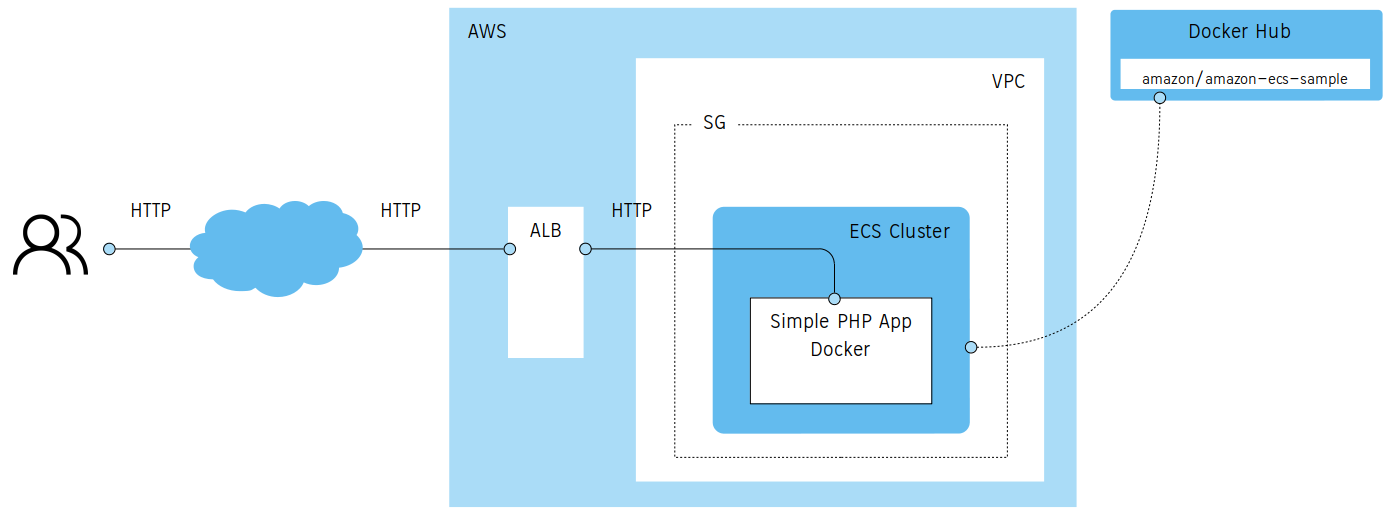 AWS
Docker Hub
amazon/amazon-ecs-sample
VPC
SG
HTTP
HTTP
HTTP
ALB
ECS Cluster
Simple PHP App
Docker